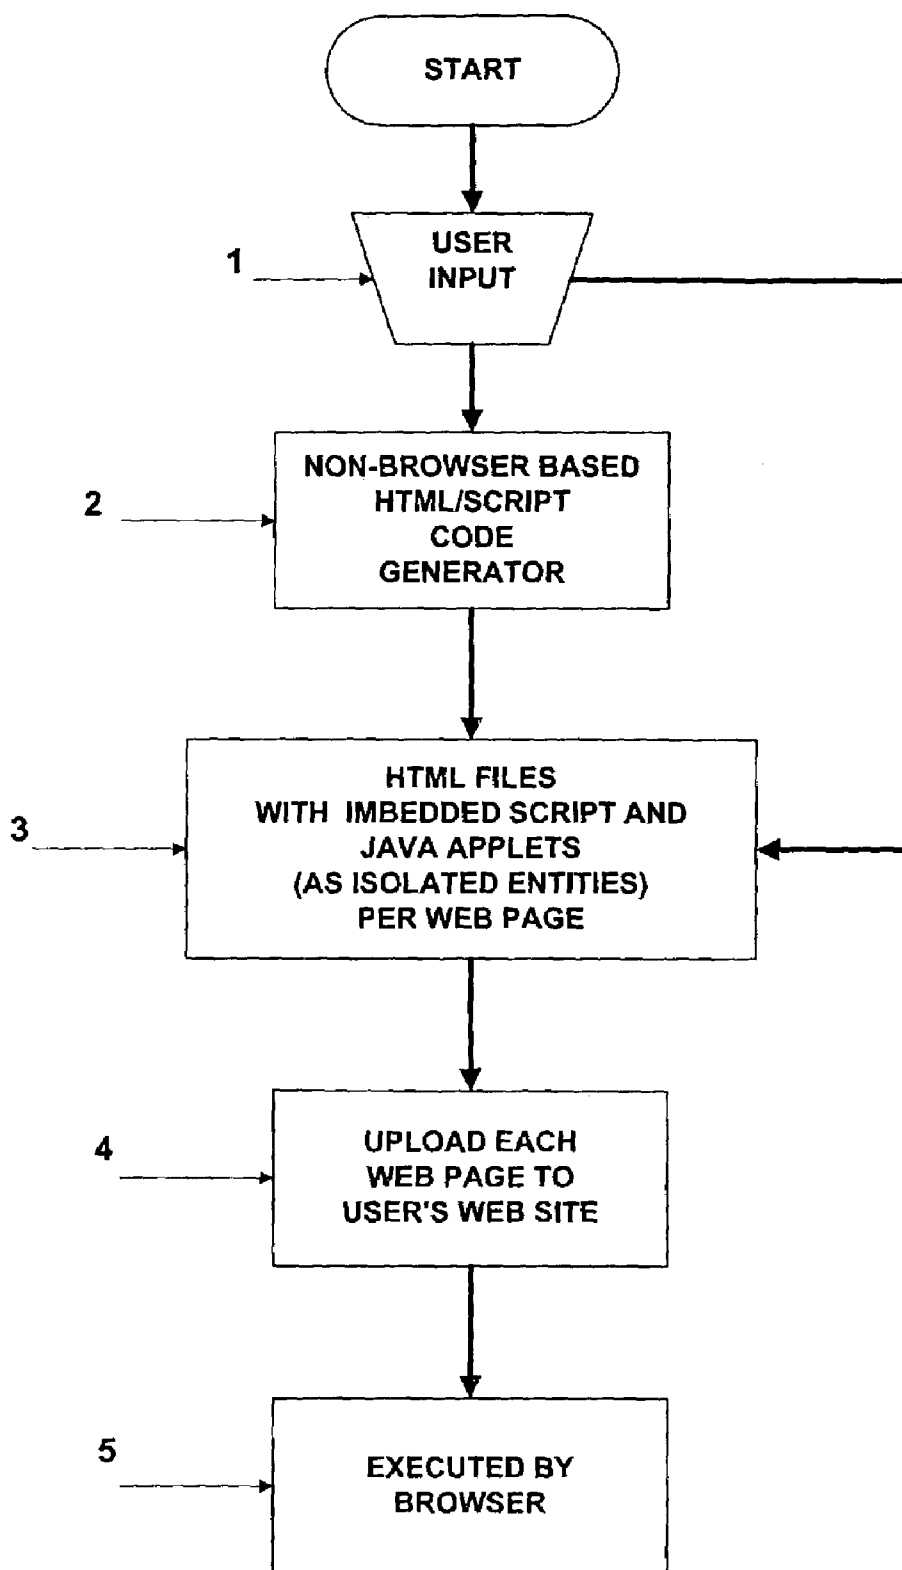 START
1
USER
INPUT
2
NON-BROWSER BASED
HTML/SCRIPT
CODE
GENERATOR
3
HTML FILES
WITH IMBEDDED SCRIPT AND
JAVA APPLETS
(AS ISOLATED ENTITIES)
PER WEB PAGE
4
UPLOAD EACH
WEB PAGE TO
USER'S WEB SITE
5
EXECUTED BY
BROWSER